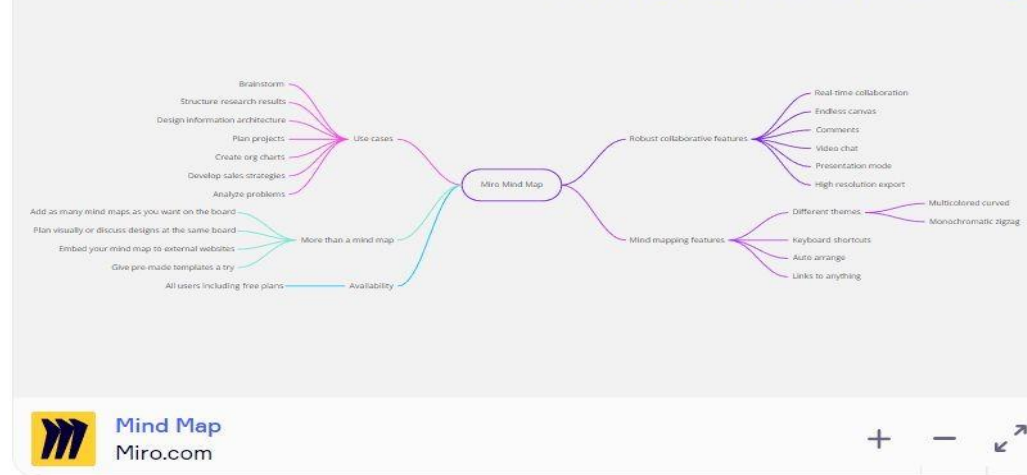 Brainstorm
Structure research results
Design information architecture
Plan projects
Create org charts
Develop sales strategies
Analyze problems
Use cases
Add as many mind maps as you want on the board
Plan visually or discuss designs at the same board
Embed your mind map to external websites
Give pre-made templates a try
More than a mind map
All users including free plans
Availability
Miro Mind Map
Robust collaborative features
Real-time collaboration
Endless canvas
Comments
Video chat
Presentation mode
High resolution export
Mind mapping features
Different themes
Multicolored curved
Monochromatic zigzag
Keyboard shortcuts
Auto arrange
Links to anything
Mind Map
Miro.com